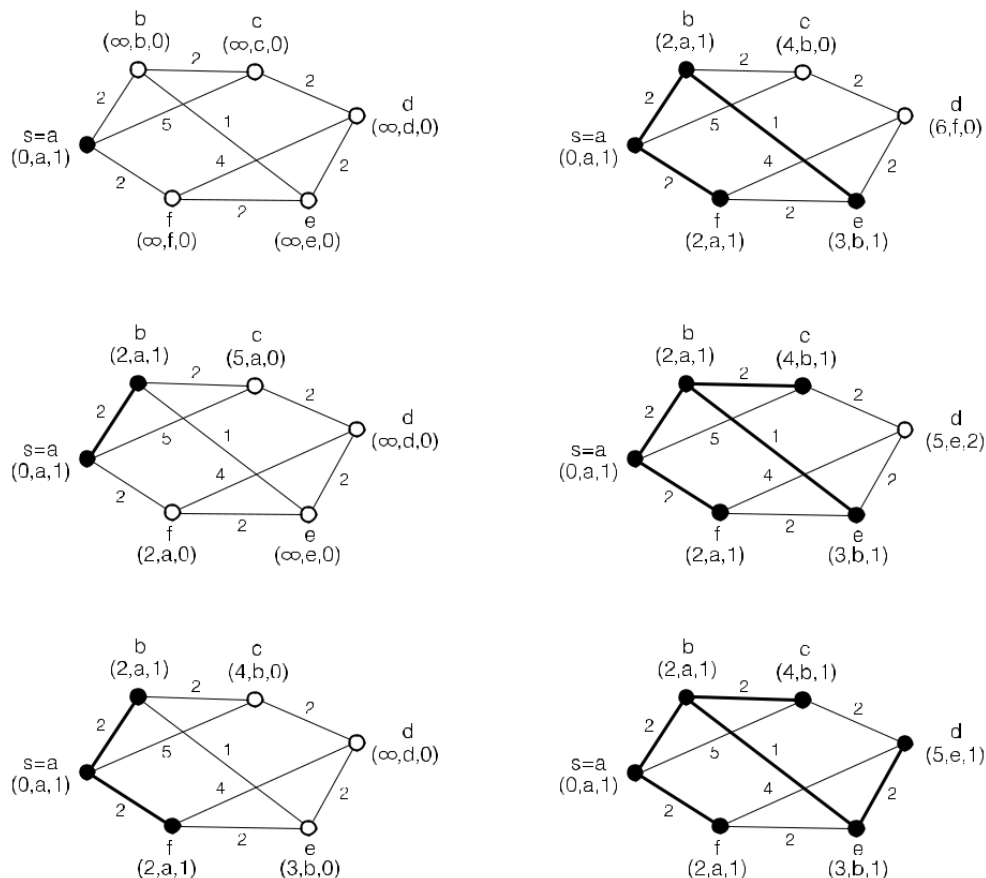 b
(∞,b,0)
c
(∞,c,0)
2
2
2
d
(∞,d,0)
s=a
(0,a,1)
5
1
4
2
2
2
f
(∞,f,0)
e
(∞,e,0)
b
(2,a,1)
c
(4,b,0)
2
2
2
d
(6,f,0)
s=a
(0,a,1)
5
1
4
2
2
2
f
(2,a,1)
e
(3,b,1)
b
(2,a,1)
c
(5,a,0)
2
2
2
d
(∞,d,0)
s=a
(0,a,1)
5
1
4
2
2
2
f
(2,a,0)
e
(∞,e,0)
b
(2,a,1)
c
(4,b,1)
2
2
2
d
(5,e,2)
s=a
(0,a,1)
5
1
4
2
2
2
f
(2,a,1)
e
(3,b,1)
b
(2,a,1)
c
(4,b,0)
2
2
2
d
(∞,d,0)
s=a
(0,a,1)
5
1
4
2
2
2
f
(2,a,1)
e
(3,b,0)
b
(2,a,1)
c
(4,b,1)
2
2
2
d
(5,e,1)
s=a
(0,a,1)
5
1
4
2
2
2
f
(2,a,1)
e
(3,b,1)